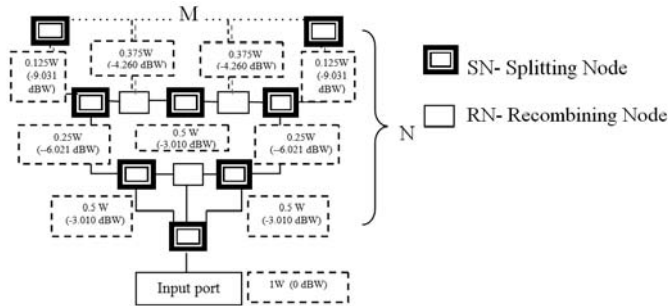 M
0.125W
(-9.031
dBW)
0.375W
(-4.260 dBW)
0.375W
(-4.260 dBW)
0.125W
(-9.031
dBW)
0.25W
(--6.021
dBW)
0.5 W
(-3.010 dBW)
0.25W
(--6.021
dBW)
0.5 W
(-3.010
dBW)
0.5 W
(-3.010
dBW)
Input port
1W (0 dBW)
N
SN- Splitting Node
RN- Recombining Node